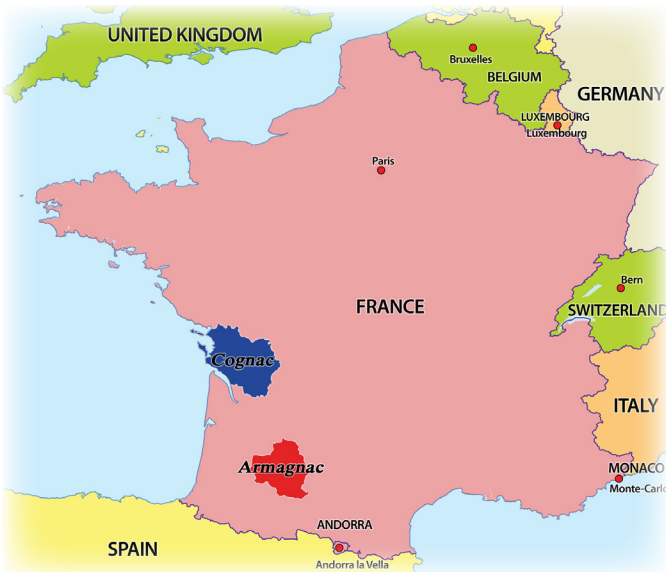 UNITED KINGDOM
Bruxelles
BELGIUM
GERMANY
LUXEMBOURG
Luxembourg
Paris
Bern
FRANCE
SWITZERLAND
Cognac
ITALY
Armagnac
MONACO
Monte-Carlo
ANDORRA
SPAIN
Andorra la Vella